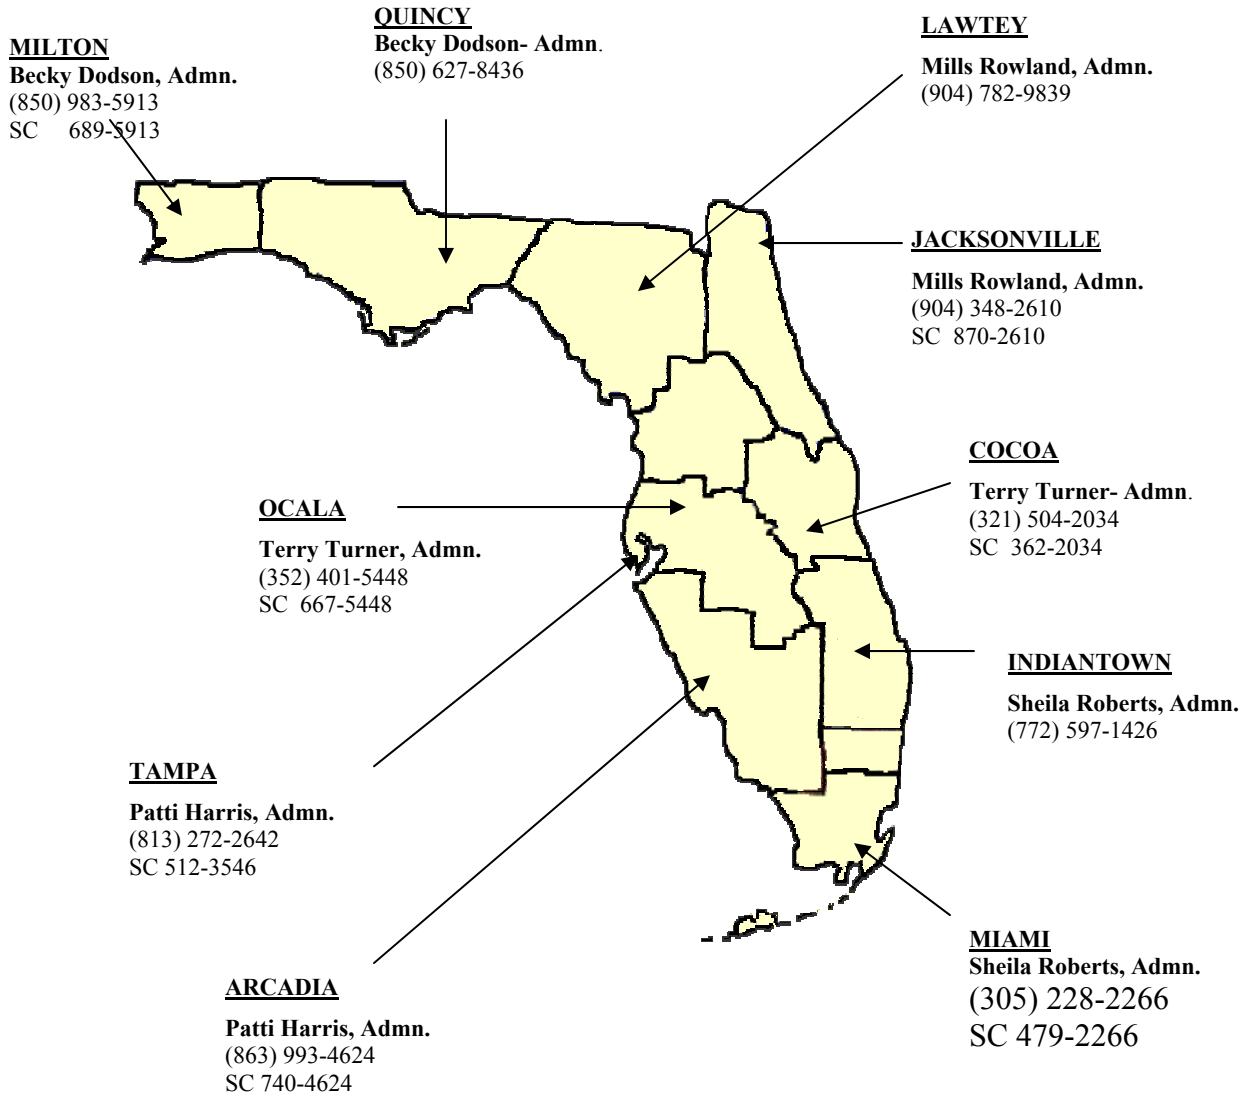 QUINCY
Becky Dodson- Admn.
(850) 627-8436
MILTON
Becky Dodson, Admn.
(850) 983-5913
SC 689-5913
LAWTEY
Mills Rowland, Admn.
(904) 782-9839
JACKSONVILLE
Mills Rowland, Admn.
(904) 348-2610
SC 870-2610
COCOA
Terry Turner- Admn.
(321) 504-2034
SC 362-2034
OCALA
Terry Turner, Admn.
(352) 401-5448
SC 667-5448
INDIANTOWN
Sheila Roberts, Admn.
(772) 597-1426
TAMPA
Patti Harris, Admn.
(813) 272-2642
SC 512-3546
MIAMI
Sheila Roberts, Admn.
(305) 228-2266
SC 479-2266
ARCADIA
Patti Harris, Admn.
(863) 993-4624
SC 740-4624